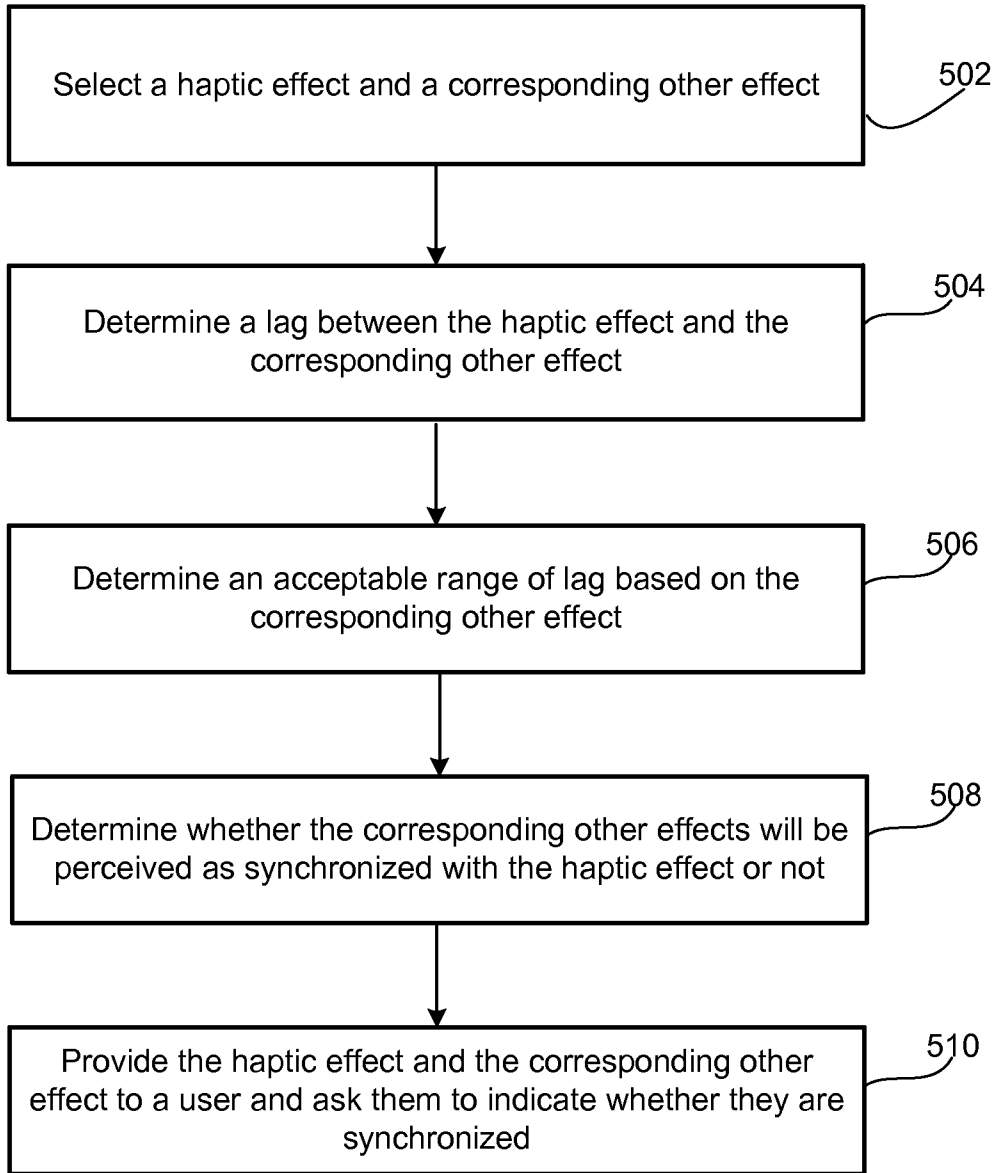 Select a haptic effect and a corresponding other effect
502
Determine a lag between the haptic effect and the
corresponding other effect
504
Determine an acceptable range of lag based on the
corresponding other effect
506
Determine whether the corresponding other effects will be
perceived as synchronized with the haptic effect or not
508
Provide the haptic effect and the corresponding other
effect to a user and ask them to indicate whether they are
synchronized
510